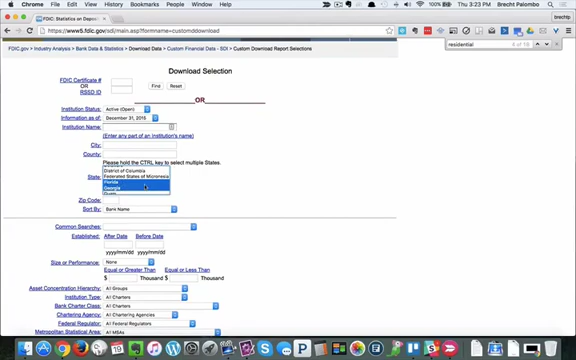 Chrome File Edit View History Bookmarks People Window Help
100% Thu Mar 3 3:23 PM Brecht Palombo
FDIC: Statistics on Deposit
brechtp
https://www5.fdic.gov/sdi/main.asp?formname=customddownload
residential 4 of 18
FDIC.gov > Industry Analysis > Bank Data & Statistics > Download Data > Custom Financial Data - SDI > Custom Download Report Selections
Download Selection
FDIC Certificate #
OR
RSSD ID
Find Reset
OR
Institution Status: Active (Open)
Information as of: December 31, 2015
Institution Name:
(Enter any part of an Institution's name)
City:
County:
Please hold the CTRL key to select multiple States.
State:
District of Columbia
Federated States of Micronesia
Florida
Georgia
Zip Code:
Sort By: Bank Name
Common Searches:
Established: After Date Before Date
yyyy/mm/dd yyyy/mm/dd
Size or Performance: None
Equal or Greater Than Equal or Less Than
$ Thousand $ Thousand
Asset Concentration Hierarchy: All Groups
Institution Type: All Charters
Bank Charter Class: All Charters
Chartering Agency: All Chartering Agencies
Federal Regulator: All Federal Regulators
Metropolitan Statistical Area: All MSAs